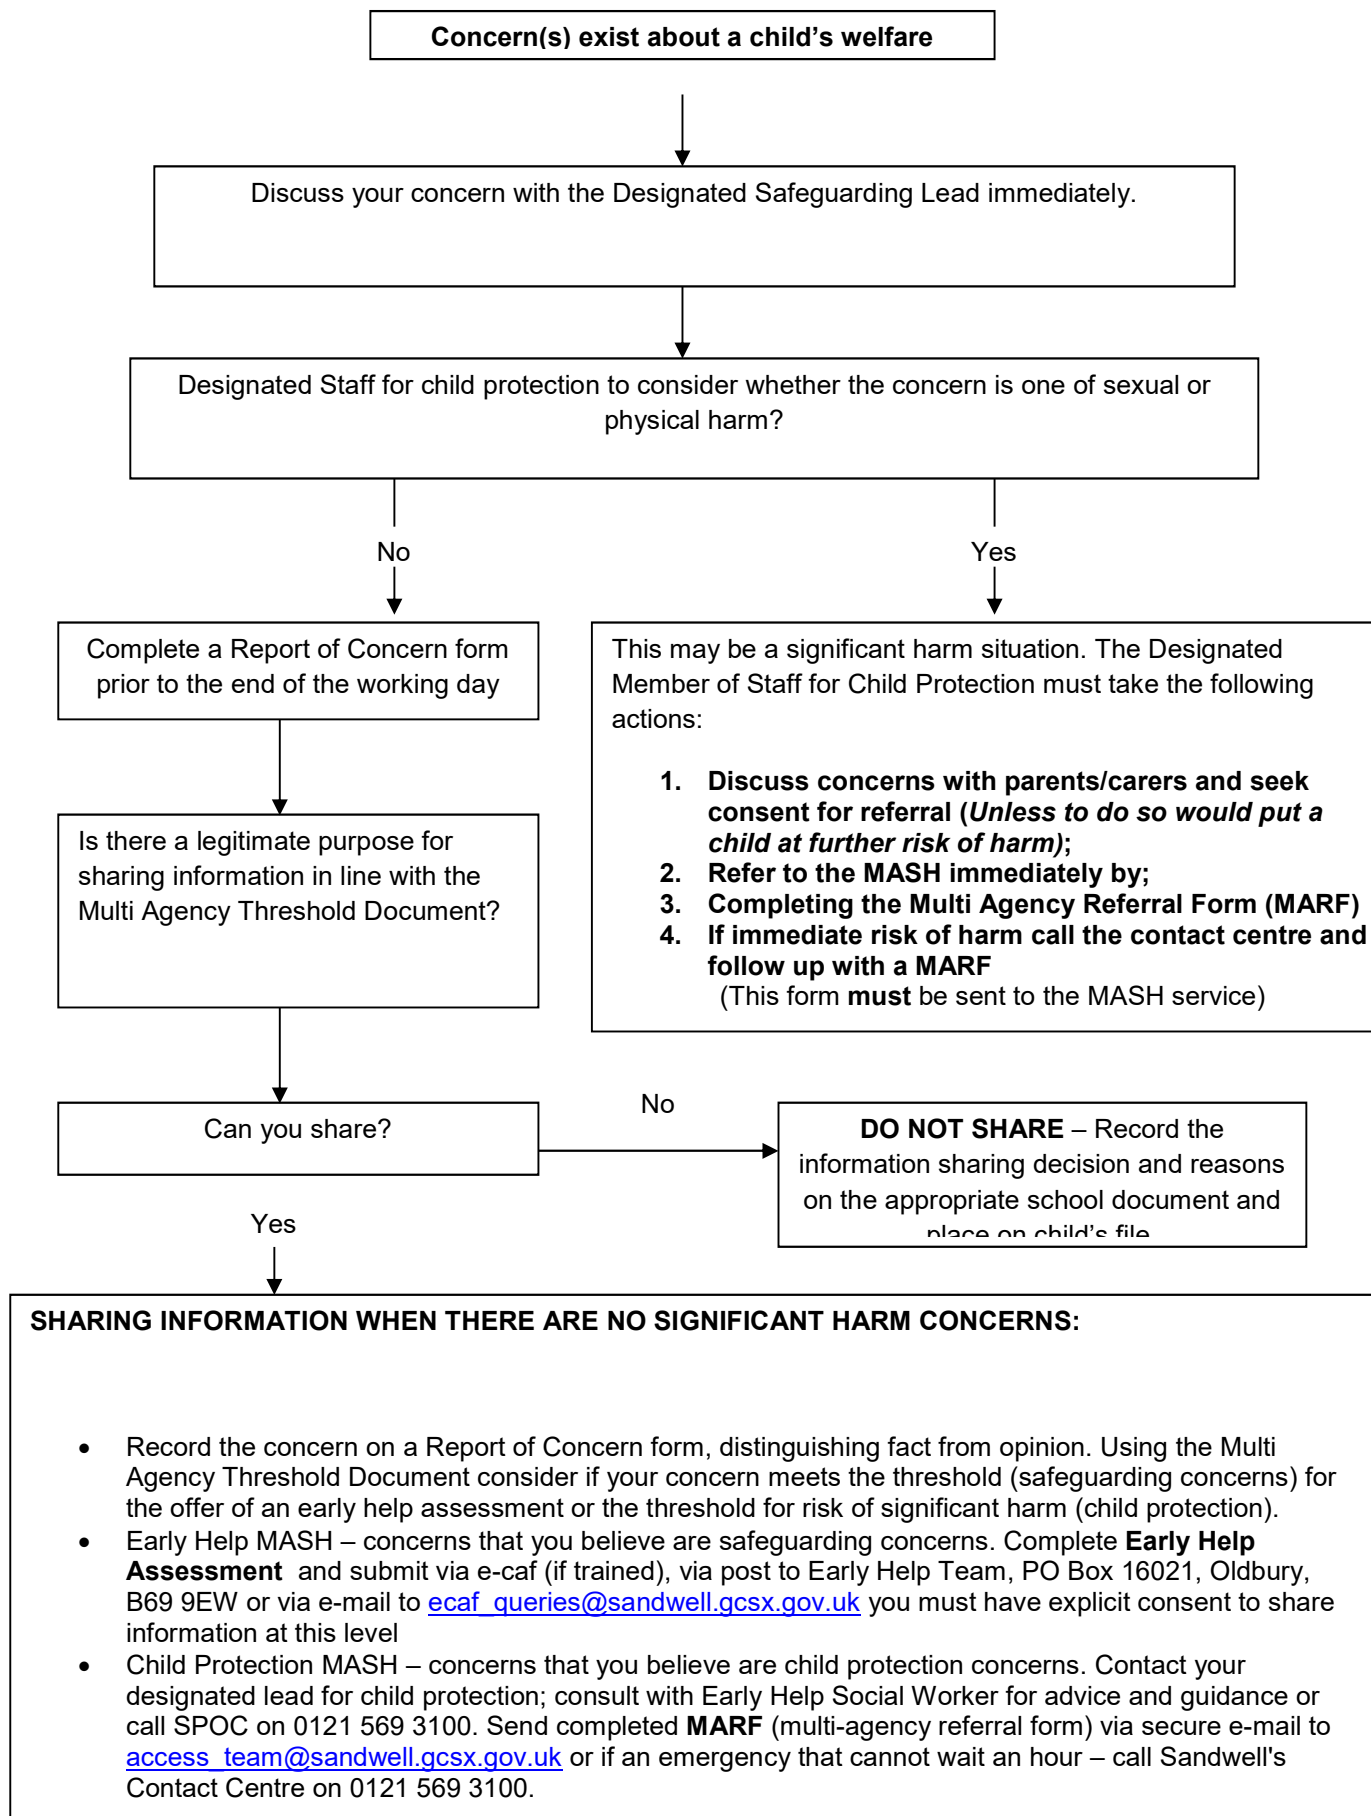 Concern(s) exist about a child’s welfare
Discuss your concern with the Designated Safeguarding Lead immediately.
Designated Staff for child protection to consider whether the concern is one of sexual or
physical harm?
No
Yes
Complete a Report of Concern form
prior to the end of the working day
This may be a significant harm situation. The Designated
Member of Staff for Child Protection must take the following
actions:
1. Discuss concerns with parents/carers and seek
consent for referral (Unless to do so would put a
child at further risk of harm);
2. Refer to the MASH immediately by;
3. Completing the Multi Agency Referral Form (MARF)
4. If immediate risk of harm call the contact centre and
follow up with a MARF
(This form must be sent to the MASH service)
Is there a legitimate purpose for
sharing information in line with the
Multi Agency Threshold Document?
Can you share?
No
DO NOT SHARE – Record the
information sharing decision and reasons
on the appropriate school document and
place on child’s file
Yes
SHARING INFORMATION WHEN THERE ARE NO SIGNIFICANT HARM CONCERNS:
• Record the concern on a Report of Concern form, distinguishing fact from opinion. Using the Multi
Agency Threshold Document consider if your concern meets the threshold (safeguarding concerns) for
the offer of an early help assessment or the threshold for risk of significant harm (child protection).
• Early Help MASH – concerns that you believe are safeguarding concerns. Complete Early Help
Assessment and submit via e-caf (if trained), via post to Early Help Team, PO Box 16021, Oldbury,
B69 9EW or via e-mail to ecaf_queries@sandwell.gcsx.gov.uk you must have explicit consent to share
information at this level
• Child Protection MASH – concerns that you believe are child protection concerns. Contact your
designated lead for child protection; consult with Early Help Social Worker for advice and guidance or
call SPOC on 0121 569 3100. Send completed MARF (multi-agency referral form) via secure e-mail to
access_team@sandwell.gcsx.gov.uk or if an emergency that cannot wait an hour – call Sandwell's
Contact Centre on 0121 569 3100.